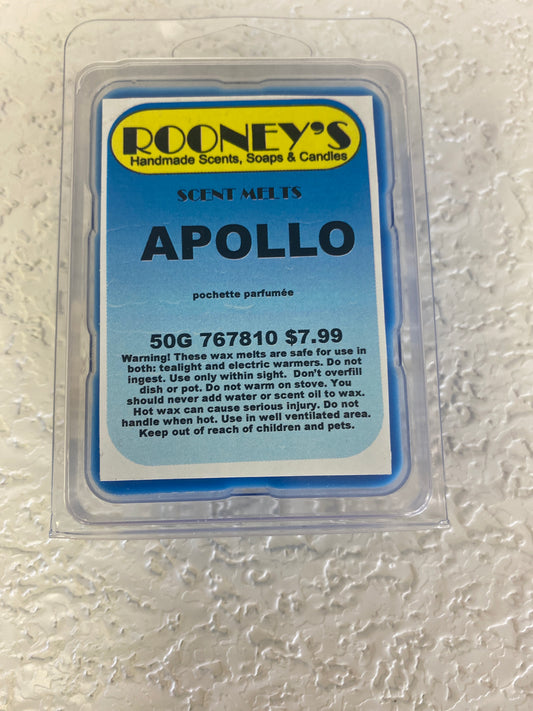 ROONEY'S
Handmade Scents, Soaps & Candles
SCENT MELTS
APOLLO
pochette parfumée
50G 767810 $7.99
Warning! These wax melts are safe for use in
both: tealight and electric warmers. Do not
ingest. Use only within sight.  Don't overfill
dish or pot. Do not warm on stove. You
should never add water or scent oil to wax.
Hot wax can cause serious injury. Do not
handle when hot. Use in well ventilated area.
Keep out of reach of children and pets.